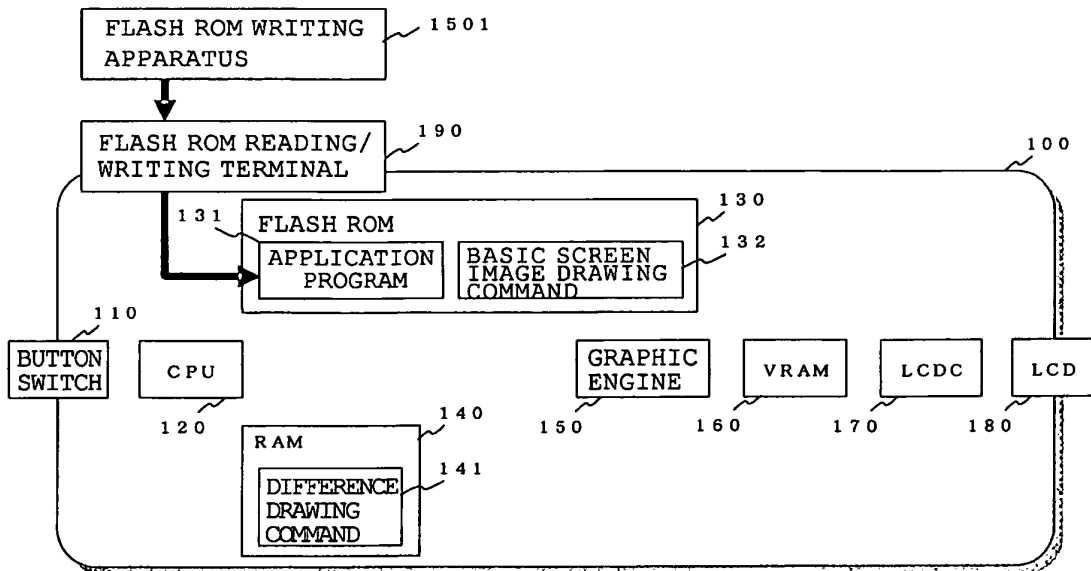 FLASH ROM WRITING
APPARATUS
1501
FLASH ROM READING/
WRITING TERMINAL
190
100
131
FLASH ROM
130
APPLICATION
PROGRAM
BASIC SCREEN
IMAGE DRAWING
COMMAND
132
110
BUTTON
SWITCH
CPU
120
GRAPHIC
ENGINE
150
VRAM
160
LCDC
170
LCD
180
RAM
140
DIFFERENCE
DRAWING
COMMAND
141